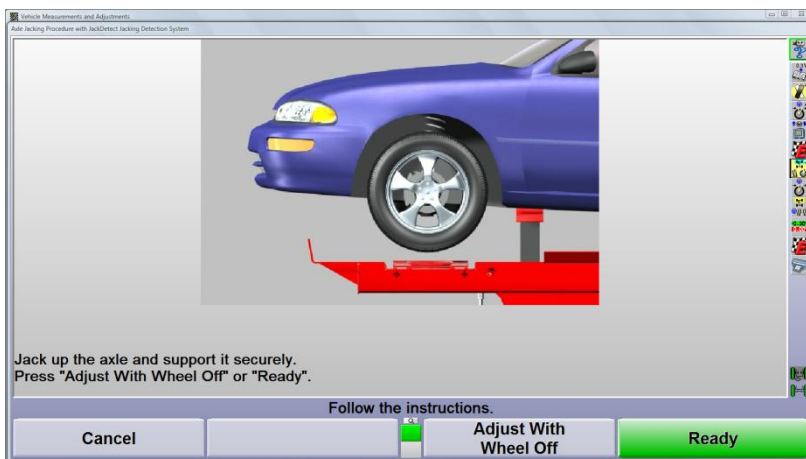 Vehicle Measurements and Adjustments
Axle Jacking Procedure with JackDetect Jacking Detection System
Jack up the axle and support it securely.
Press "Adjust With Wheel Off" or "Ready".
Follow the instructions.
Cancel
Adjust With
Wheel Off
Ready